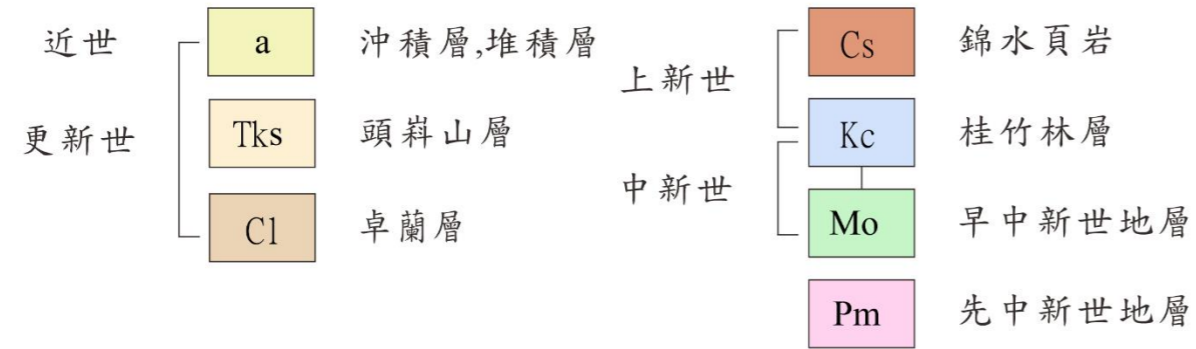 近世
a
沖積層,堆積層
更新世
Tks
頭嵙山層
Cl
卓蘭層
上新世
Cs
錦水頁岩
Kc
桂竹林層
中新世
Mo
早中新世地層
Pm
先中新世地層